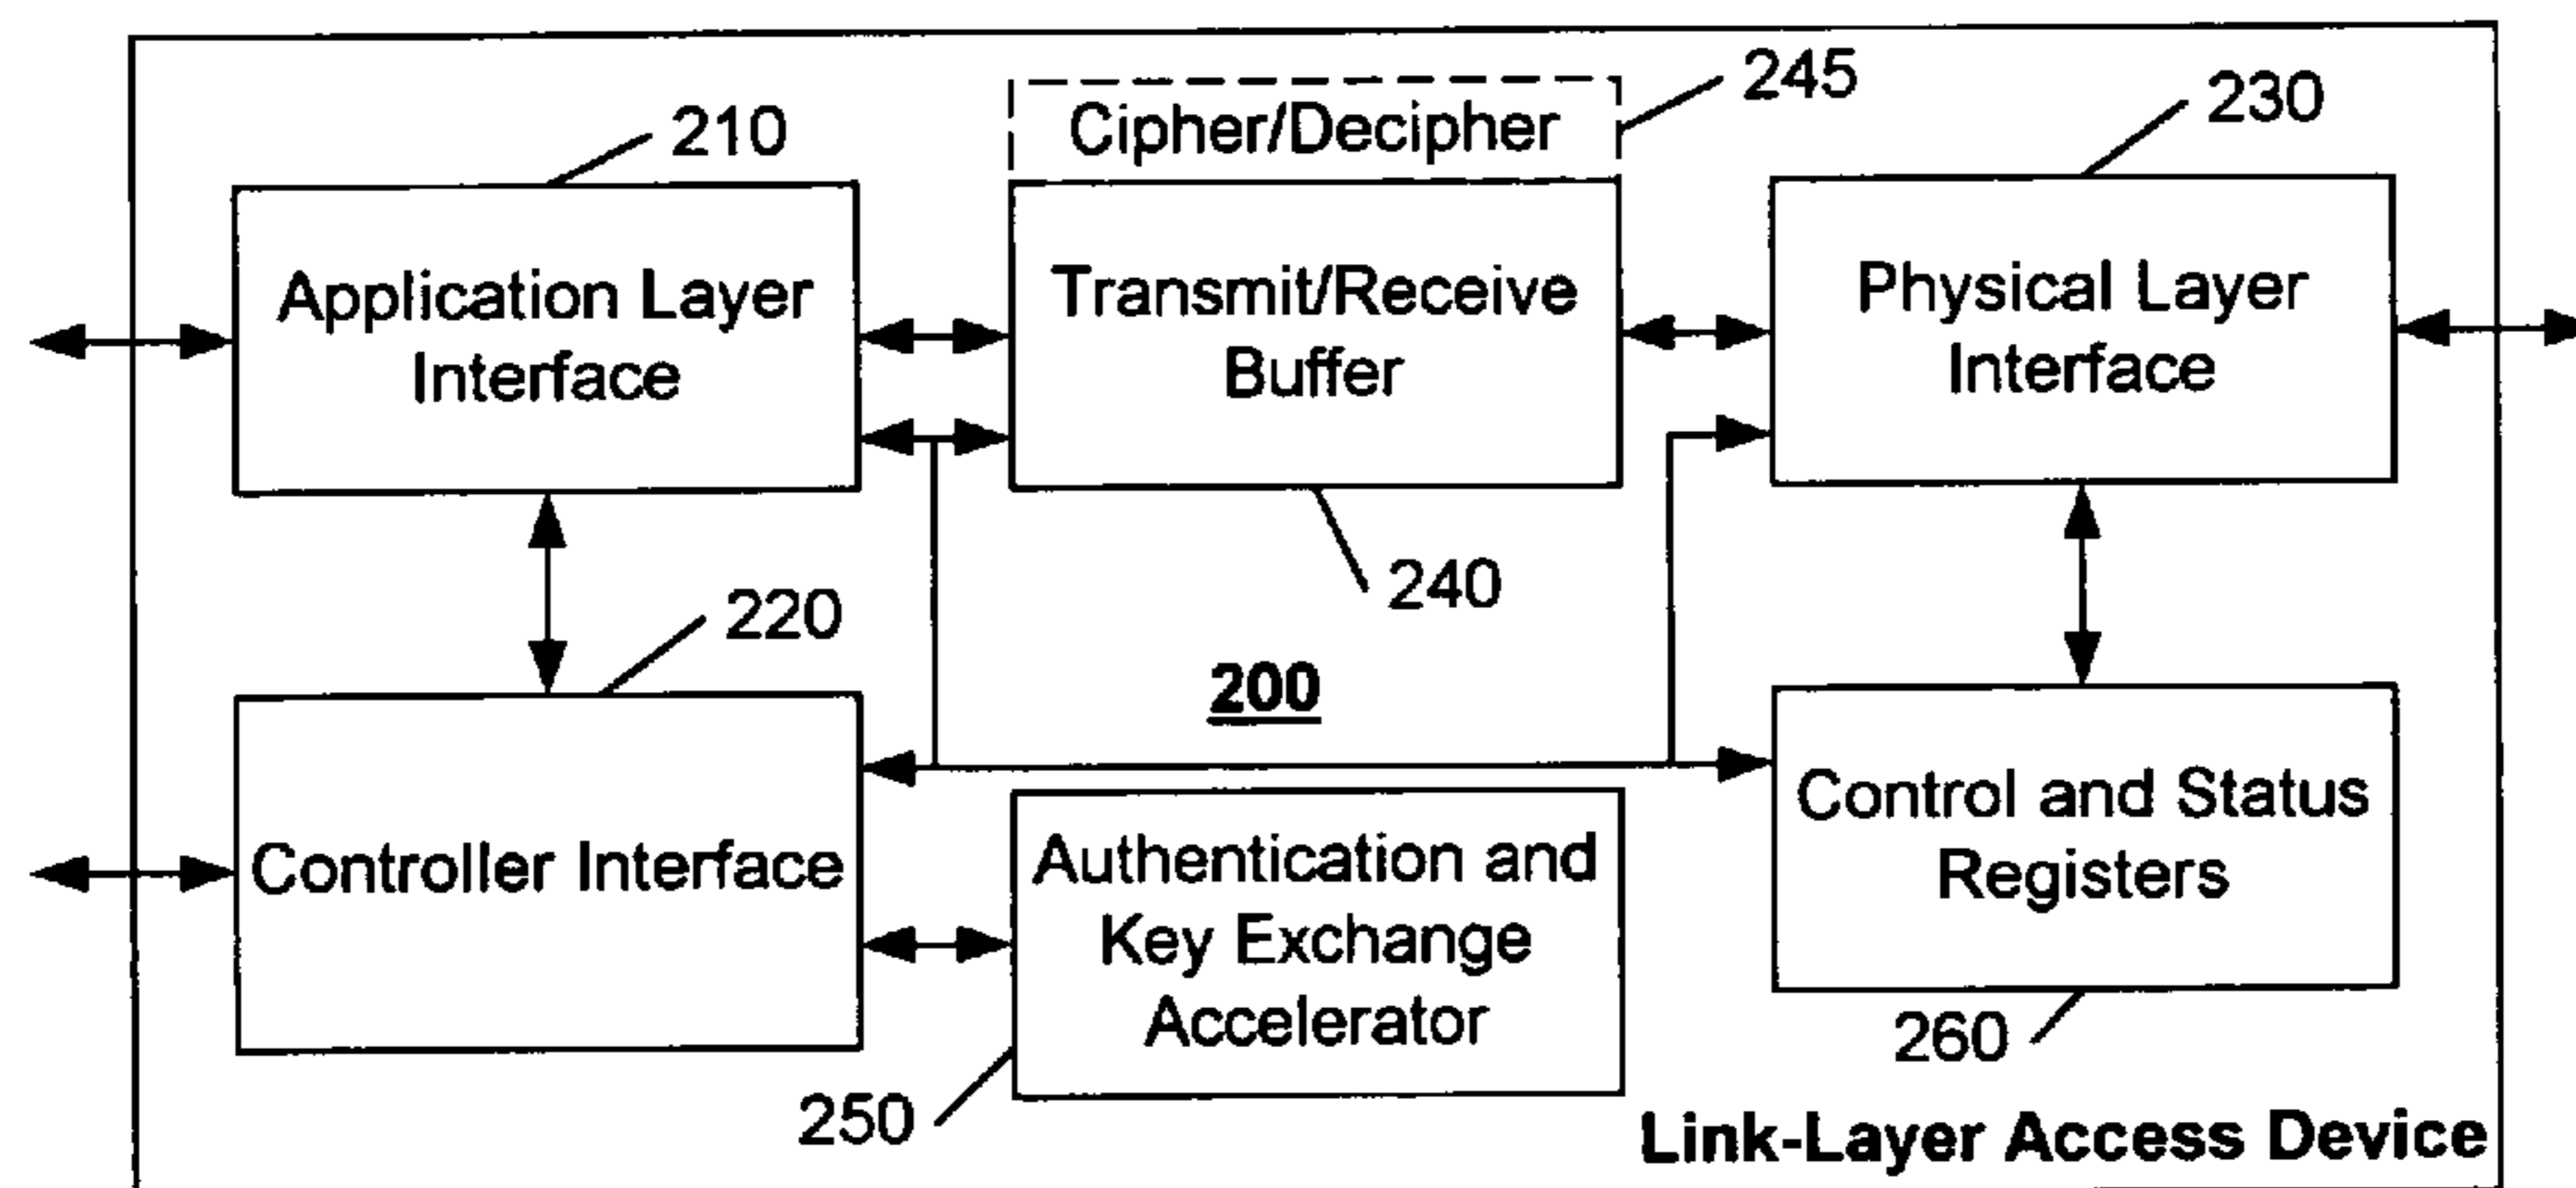 245
Cipher/Decipher
230
210
Application Layer
Interface
Transmit/Receive
Buffer
Physical Layer
Interface
240
220
200
Controller Interface
Authentication and
Key Exchange
Accelerator
Control and Status
Registers
250
260
Link-Layer Access Device